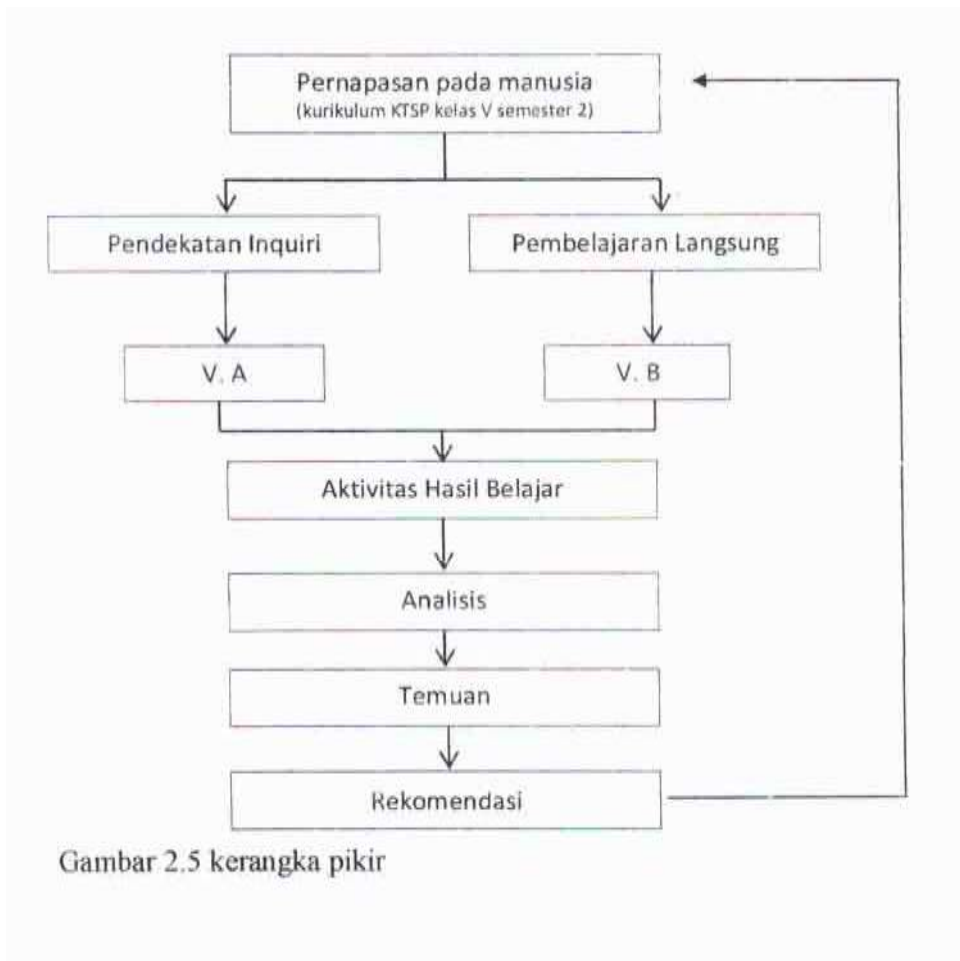 Pernapasan pada manusia
(kurikulum KTSP kelas V semester 2)
Pendekatan Inquiri
Pembelajaran Langsung
V. A
V. B
Aktivitas Hasil Belajar
Analisis
Temuan
Rekomendasi
Gambar 2.5 kerangka pikir